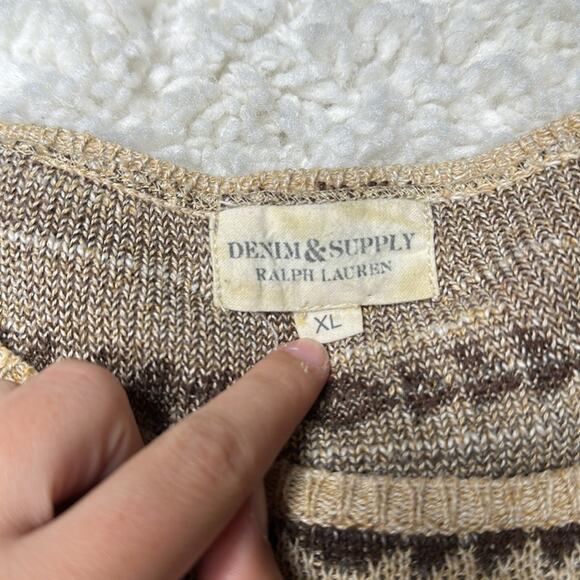 DENIM & SUPPLY
RALPH LAUREN
XL